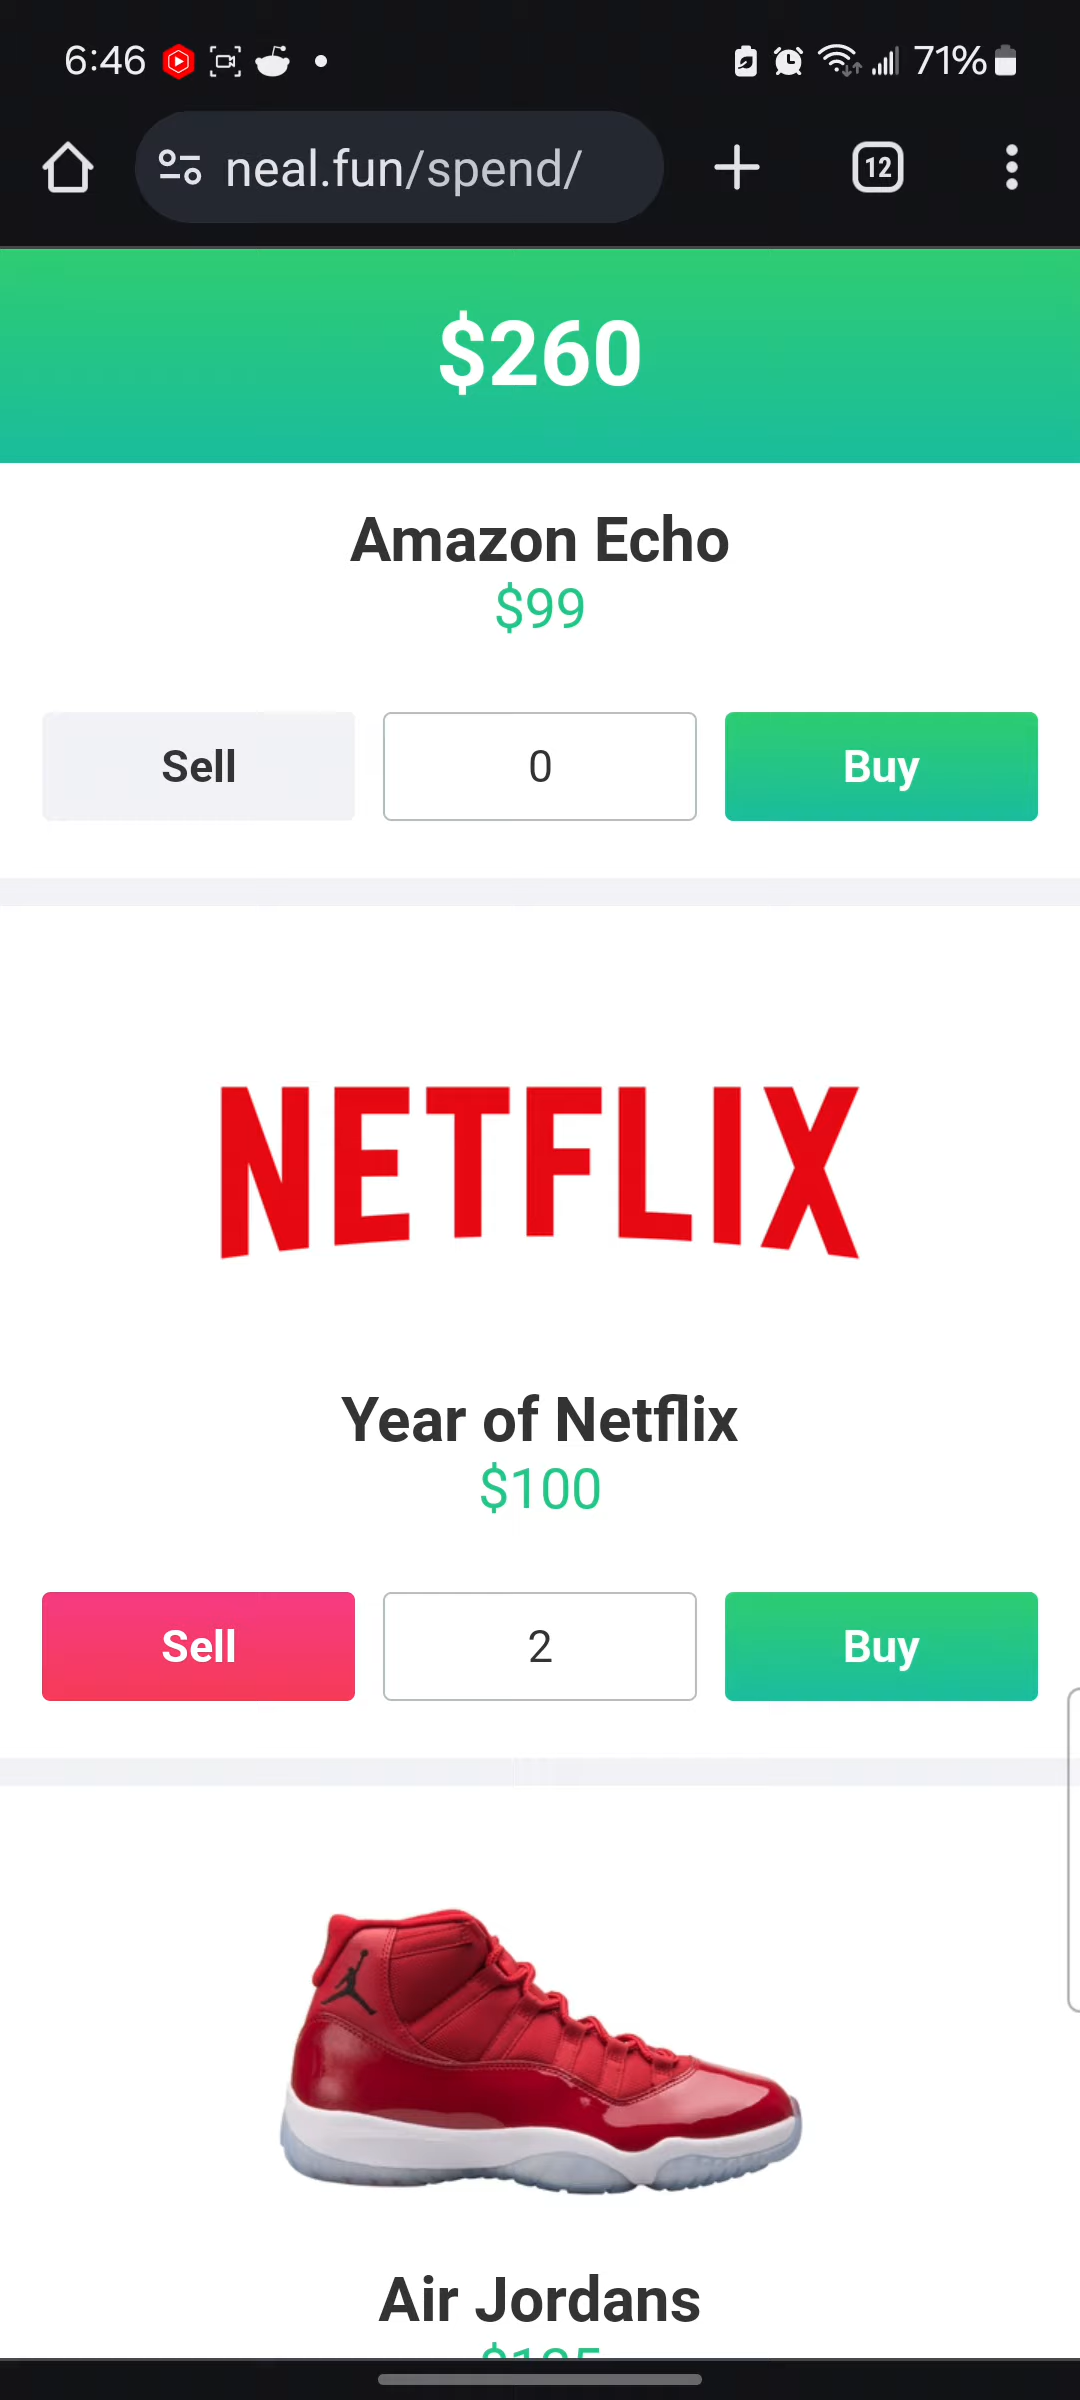 6:46
71%
neal.fun/spend/
12
$260
Amazon Echo
$99
Sell
0
Buy
NETFLIX
Year of Netflix
$100
Sell
2
Buy
Air Jordans